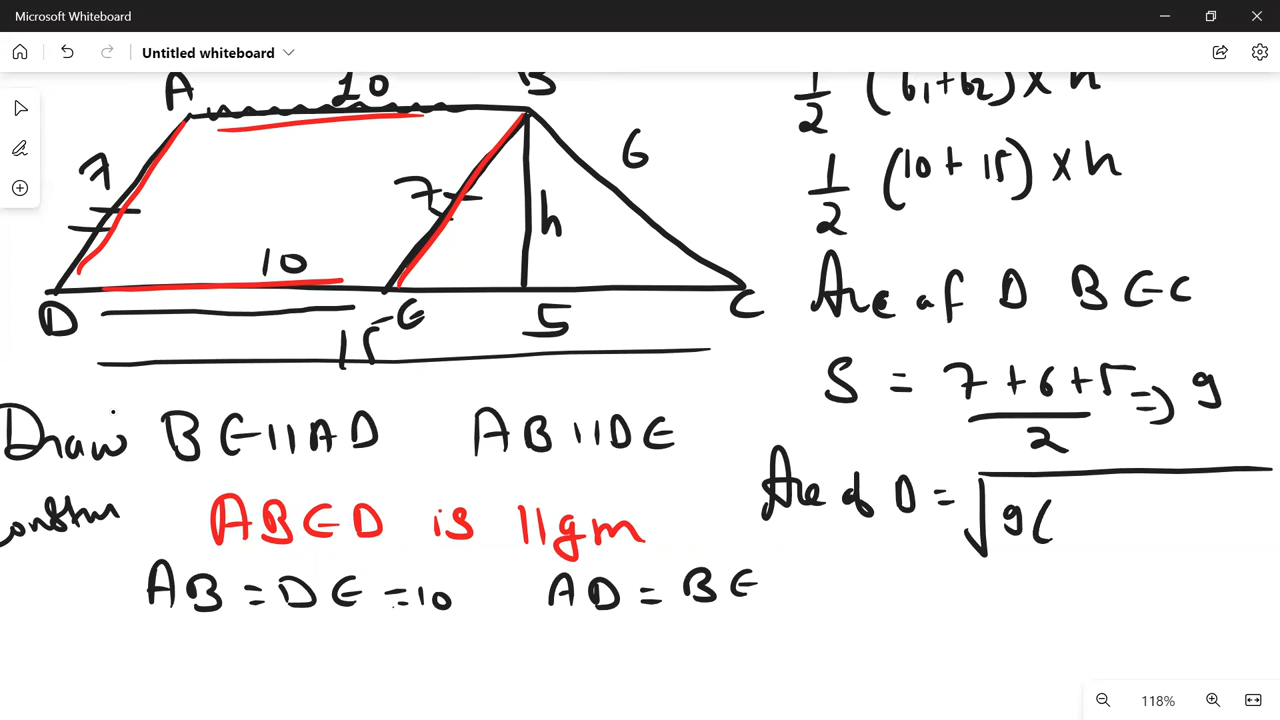 Microsoft Whiteboard
Untitled whiteboard
A 10 B
7 7 6
h
10
D E 5 C
15
Draw BE || AD AB || DE
ABED is ||gm
AB = DE = 10 AD = BE
1/2 (b1+b2) x h
1/2 (10 + 15) x h
Are of Δ BEC
S = 7+6+5/2 => 9
Are of Δ = √9(
118%